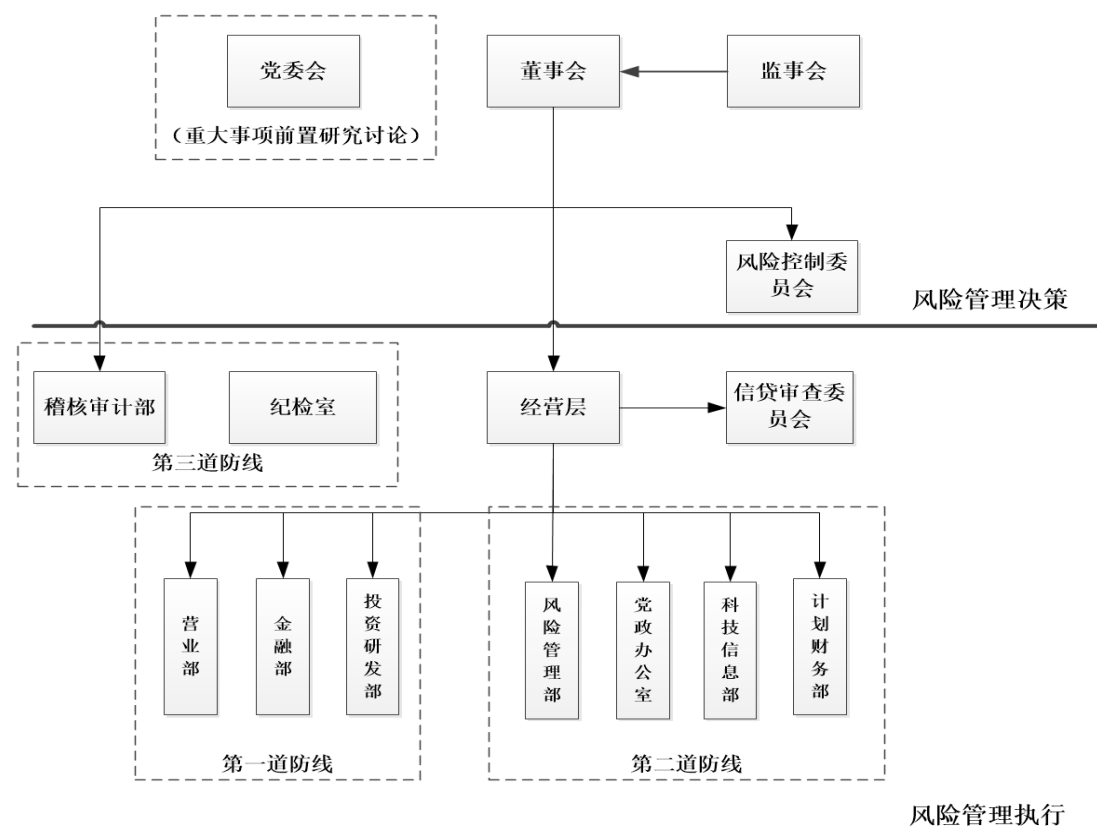 党委会
董事会
监事会
（重大事项前置研究讨论）
风险控制委
员会
风险管理决策
稽核审计部
纪检室
经营层
信贷审查委
员会
第三道防线
营业部
金融部
投资研发部
风险管理部
党政办公室
科技信息部
计划财务部
第一道防线
第二道防线
风险管理执行